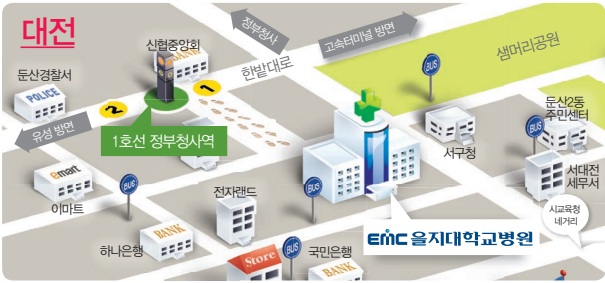 대전
정부청사
고속터미널 방면
신협중앙회
BANK
한밭대로
샘머리공원
BUS
둔산경찰서
POLICE
1
2
유성 방면
1호선 정부청사역
둔산2동
주민센터
BUS
서구청
서대전
세무서
emart
이마트
BUS
전자랜드
BUS
시교육청
네거리
EMC 을지대학교병원
하나은행
BANK
Store
BUS
국민은행
BANK